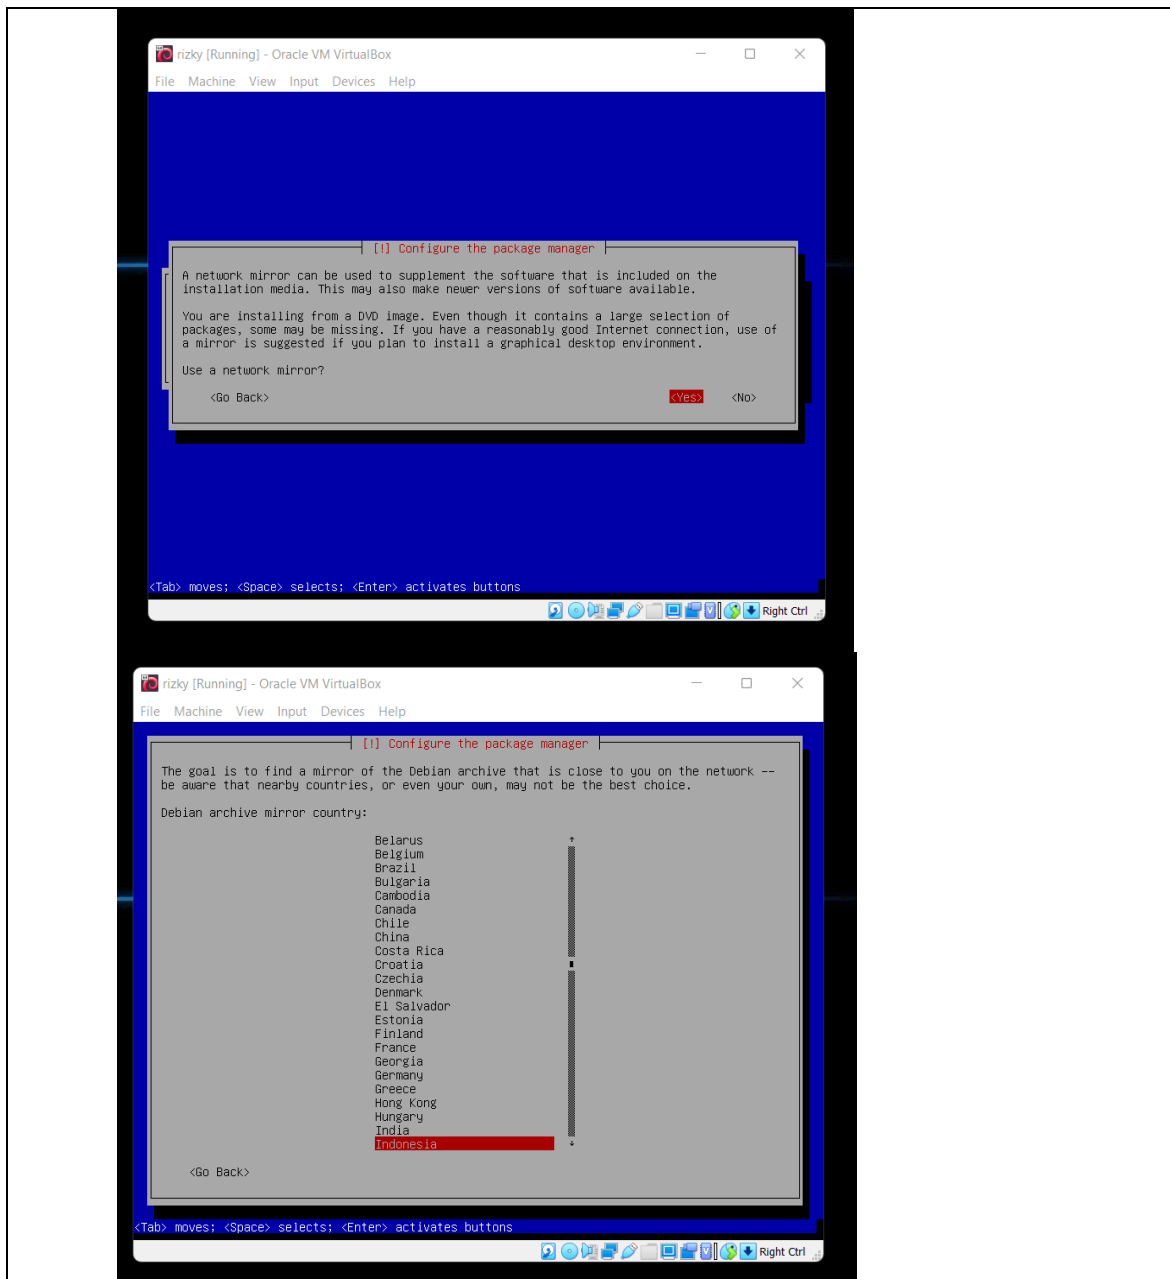 rizky [Running] - Oracle VM VirtualBox
File Machine View Input Devices Help
[!] Configure the package manager
A network mirror can be used to supplement the software that is included on the
installation media. This may also make newer versions of software available.
You are installing from a DVD image. Even though it contains a large selection of
packages, some may be missing. If you have a reasonably good Internet connection, use of
a mirror is suggested if you plan to install a graphical desktop environment.
Use a network mirror?
<Go Back> <Yes> <No>
<Tab> moves; <Space> selects; <Enter> activates buttons
Right Ctrl
rizky [Running] - Oracle VM VirtualBox
File Machine View Input Devices Help
[!] Configure the package manager
The goal is to find a mirror of the Debian archive that is close to you on the network --
be aware that nearby countries, or even your own, may not be the best choice.
Debian archive mirror country:
Belarus
Belgium
Brazil
Bulgaria
Cambodia
Canada
Chile
China
Costa Rica
Croatia
Czechia
Denmark
El Salvador
Estonia
Finland
France
Georgia
Germany
Greece
Hong Kong
Hungary
India
Indonesia
<Go Back>
<Tab> moves; <Space> selects; <Enter> activates buttons
Right Ctrl